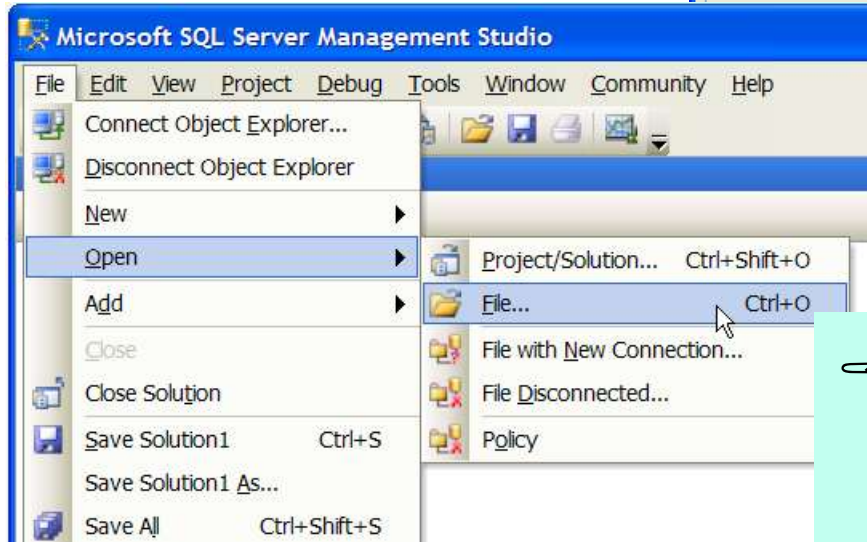 Microsoft SQL Server Management Studio
File Edit View Project Debug Tools Window Community Help
Connect Object Explorer...
Disconnect Object Explorer
New
Open
Project/Solution... Ctrl+Shift+O
Add
File... Ctrl+O
Close
File with New Connection...
Close Solution
File Disconnected...
Save Solution1 Ctrl+S
Policy
Save Solution1 As...
Save All Ctrl+Shift+S